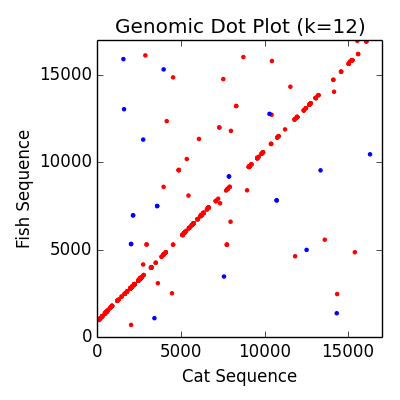 Genomic Dot Plot (k=12)
Fish Sequence
15000
10000
5000
0
0 5000 10000 15000
Cat Sequence